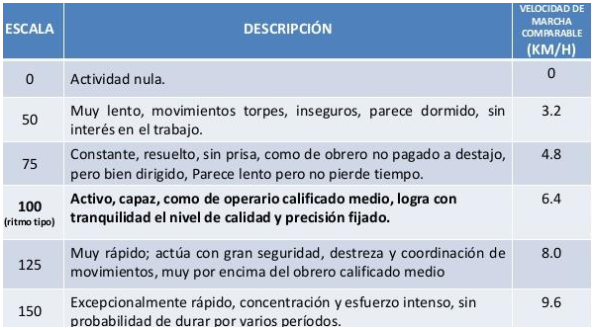 ESCALA
DESCRIPCIÓN
VELOCIDAD DE
MARCHA
COMPARABLE
(KM/H)
0
Actividad nula.
0
50
Muy lento, movimientos torpes, inseguros, parece dormido, sin
interés en el trabajo.
3.2
75
Constante, resuelto, sin prisa, como de obrero no pagado a destajo,
pero bien dirigido, Parece lento pero no pierde tiempo.
4.8
100
(ritmo tipo)
Activo, capaz, como de operario calificado medio, logra con
tranquilidad el nivel de calidad y precisión fijado.
6.4
125
Muy rápido; actúa con gran seguridad, destreza y coordinación de
movimientos, muy por encima del obrero calificado medio
8.0
150
Excepcionalmente rápido, concentración y esfuerzo intenso, sin
probabilidad de durar por varios períodos.
9.6